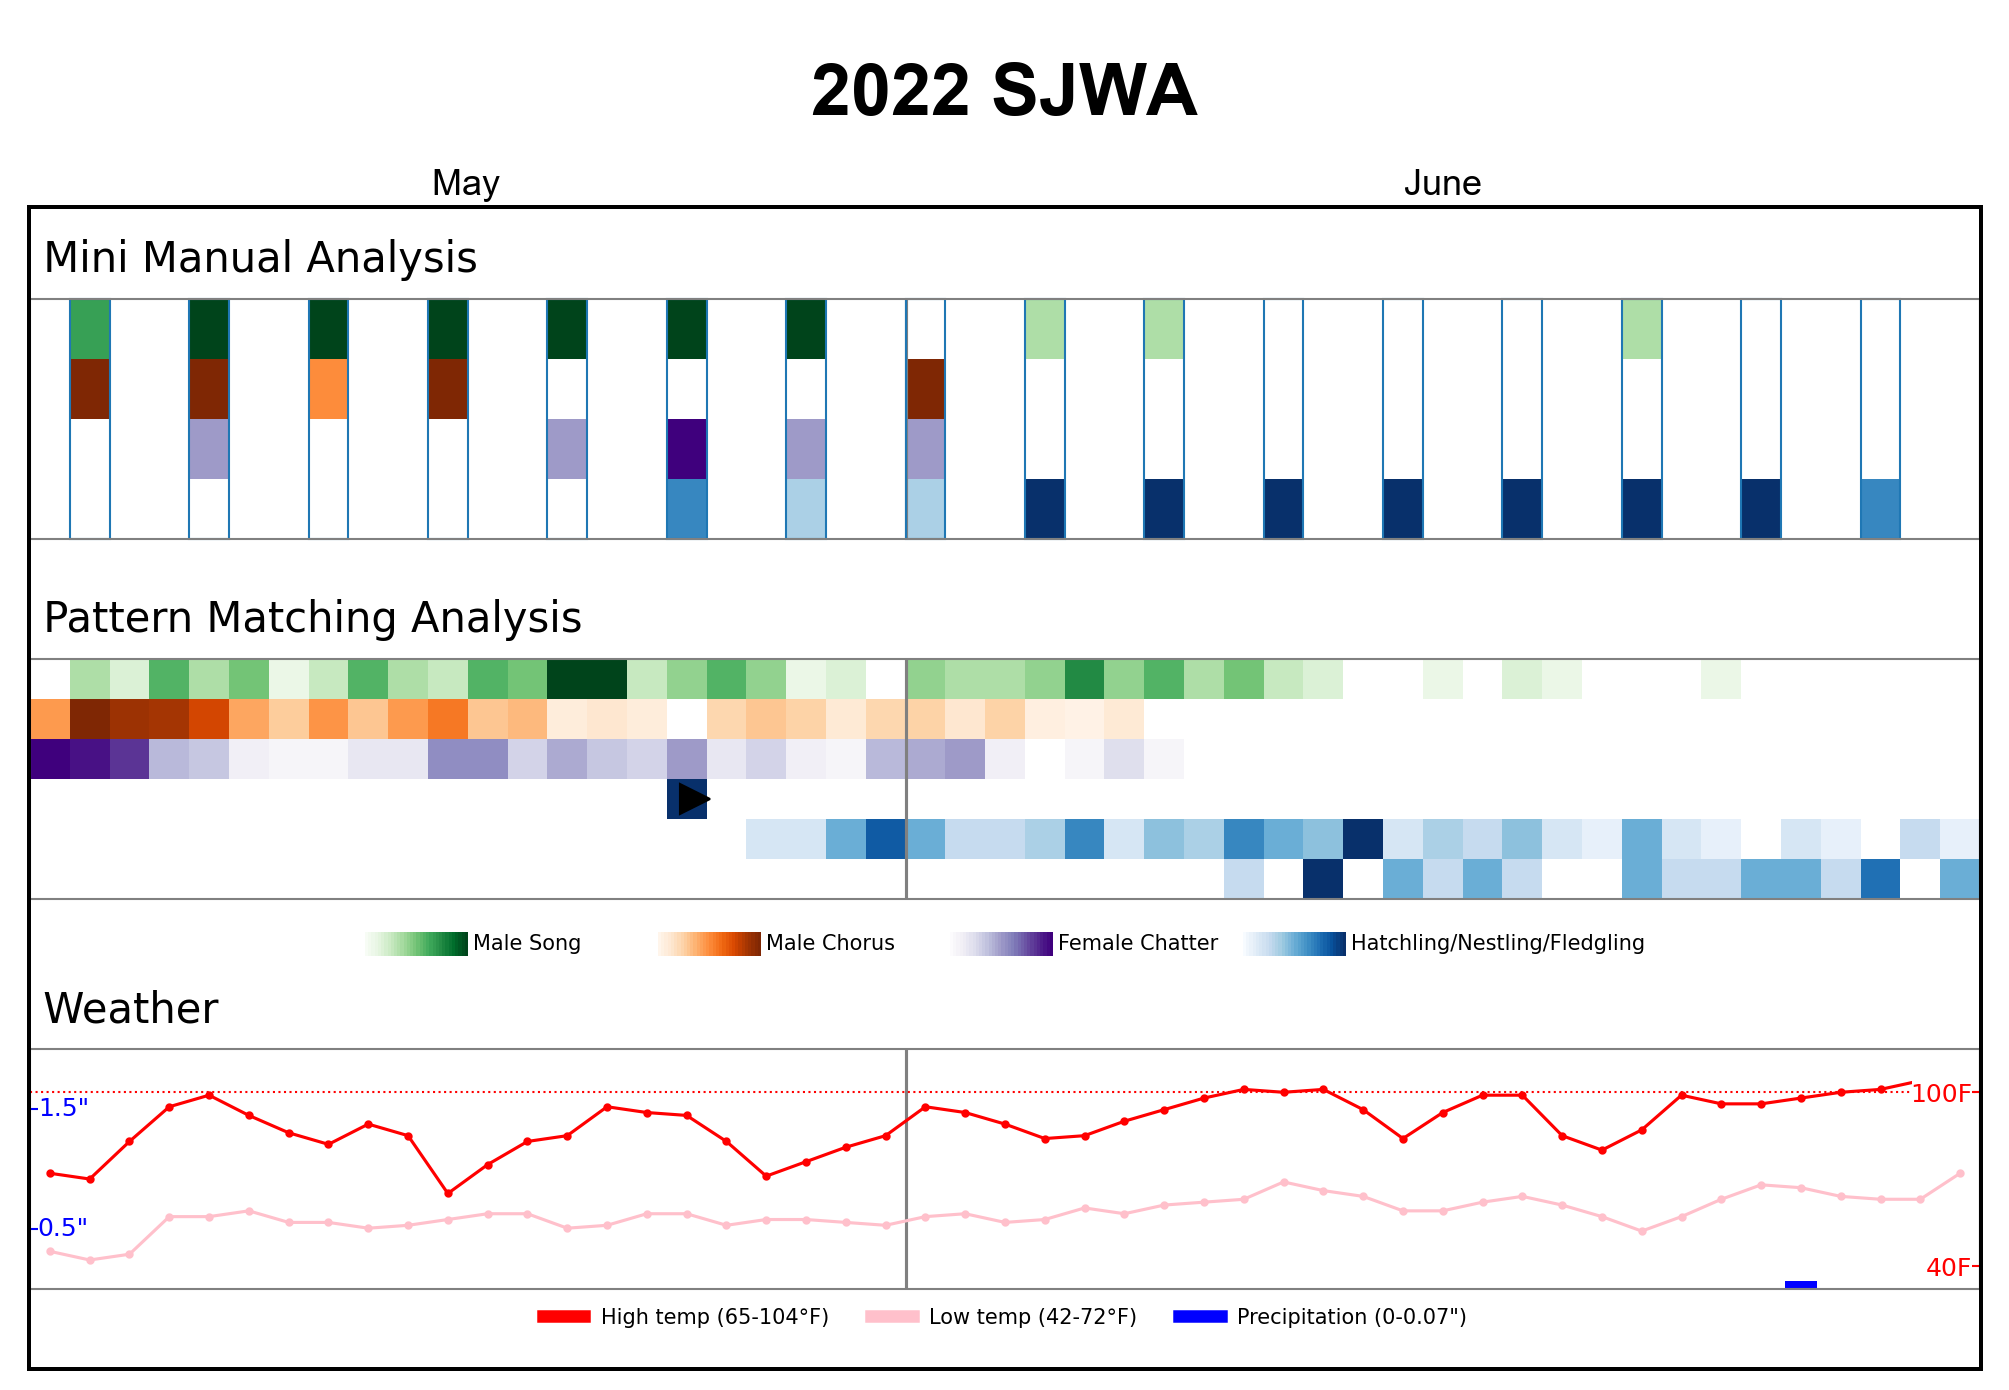 2022 SJWA
May June
Mini Manual Analysis
Pattern Matching Analysis
Male Song Male Chorus Female Chatter Hatchling/Nestling/Fledgling
Weather
1.5" 100F
0.5"
40F
High temp (65-104°F) Low temp (42-72°F) Precipitation (0-0.07")